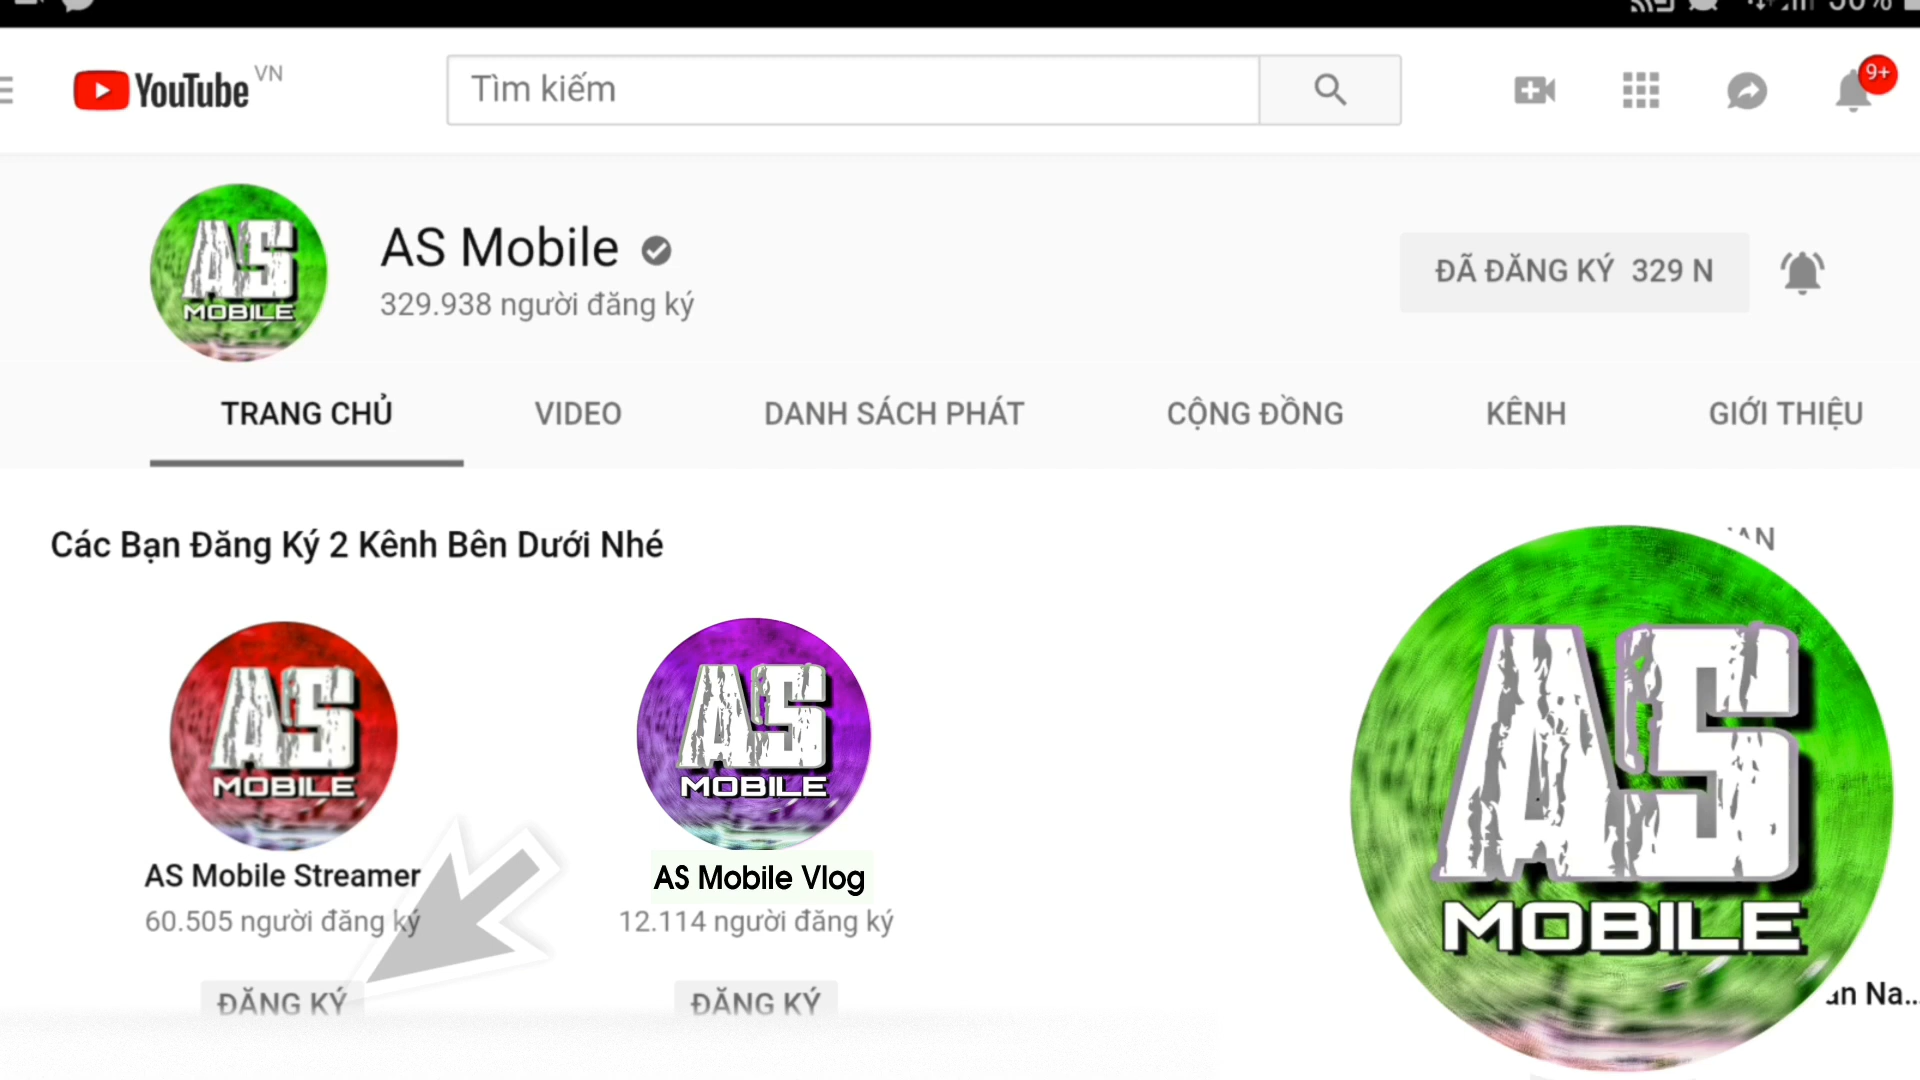 YouTube VN
Tìm kiếm
9+
AS
MOBILE
AS Mobile
329.938 người đăng ký
ĐÃ ĐĂNG KÝ 329 N
TRANG CHỦ
VIDEO
DANH SÁCH PHÁT
CỘNG ĐỒNG
KÊNH
GIỚI THIỆU
Các Bạn Đăng Ký 2 Kênh Bên Dưới Nhé
AS
MOBILE
AS Mobile Streamer
60.505 người đăng ký
ĐĂNG KÝ
AS
MOBILE
AS Mobile Vlog
12.114 người đăng ký
ĐĂNG KÝ
AS
MOBILE
Na...